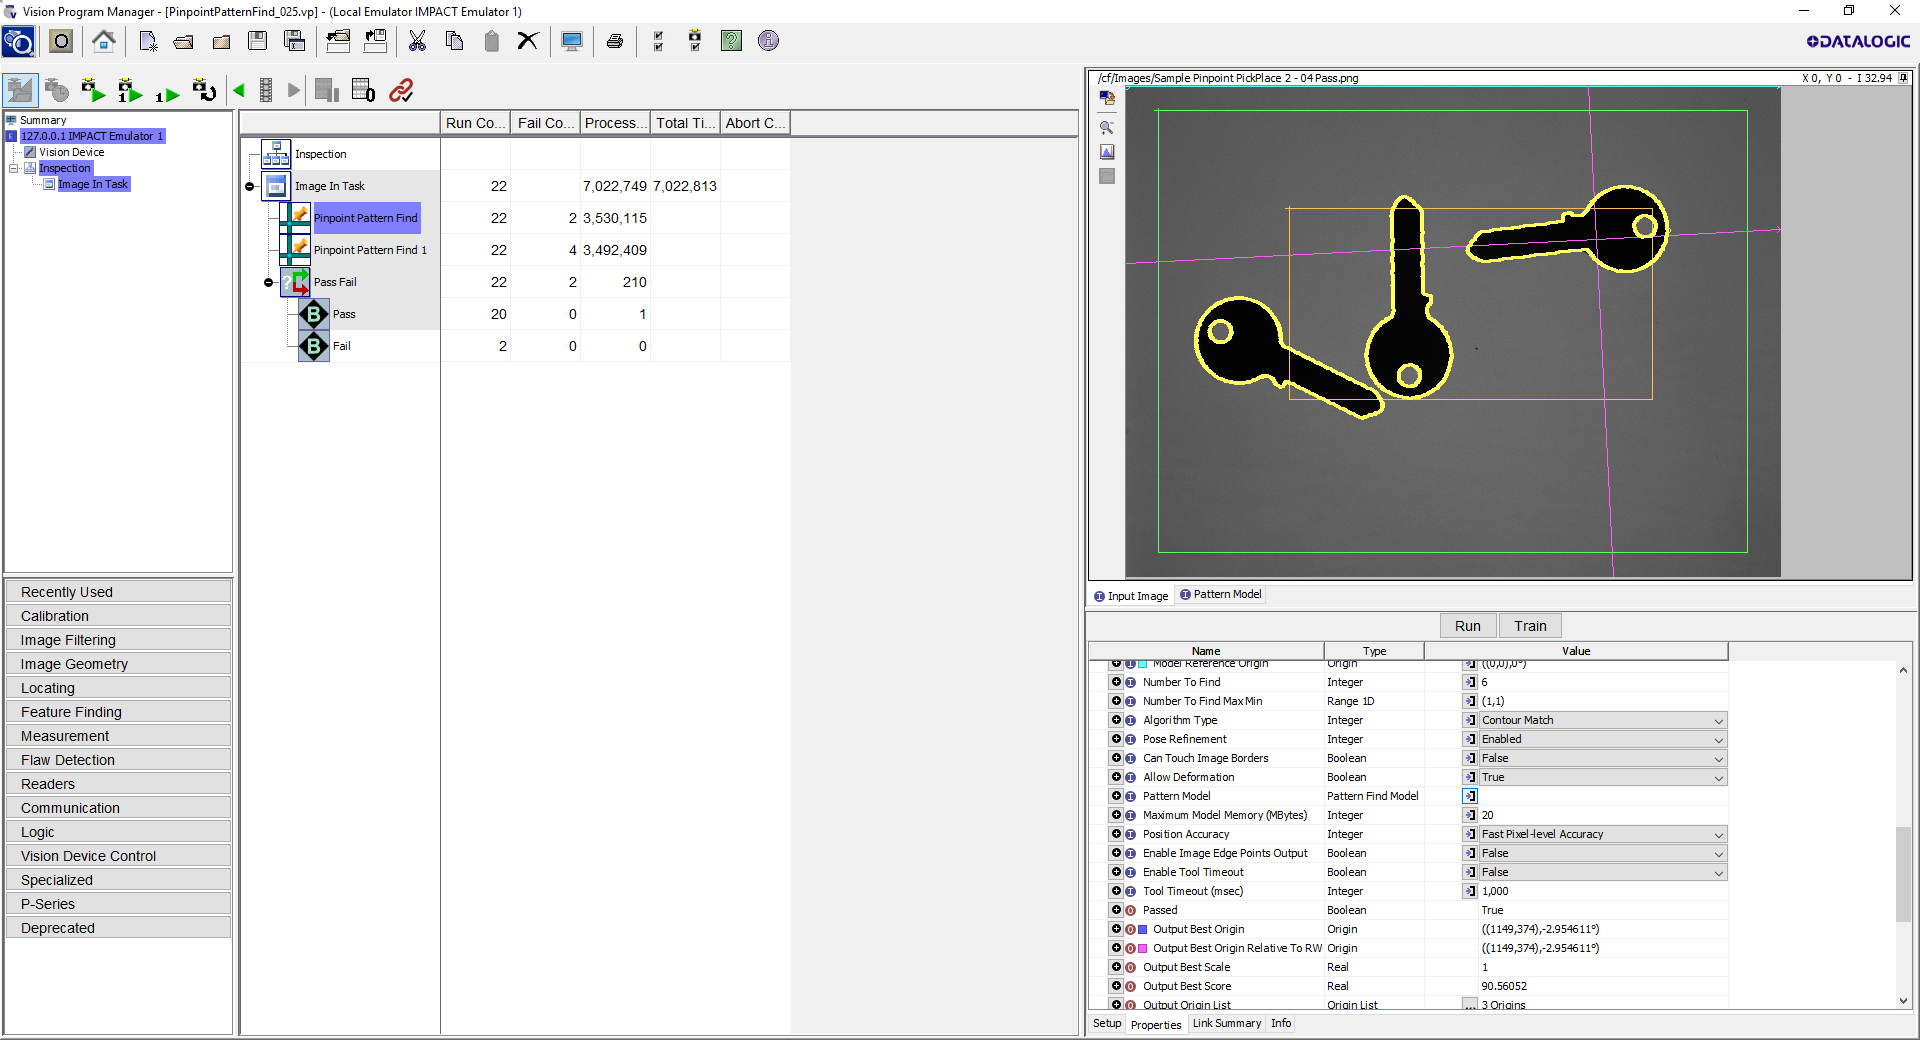 Vision Program Manager - [PinpointPatternFind_025.vp] - (Local Emulator IMPACT Emulator 1)
DATALOGIC
Summary
127.0.0.1 IMPACT Emulator 1
Vision Device
Inspection
Image In Task
Recently Used
Calibration
Image Filtering
Image Geometry
Locating
Feature Finding
Measurement
Flaw Detection
Readers
Communication
Logic
Vision Device Control
Specialized
P-Series
Deprecated
Run Co... Fail Co... Process... Total Ti... Abort C...
Inspection
Image In Task 22 7,022,749 7,022,813
Pinpoint Pattern Find 22 2 3,530,115
Pinpoint Pattern Find 1 22 4 3,492,409
Pass Fail 22 2 210
B Pass 20 0 1
B Fail 2 0 0
/cf/Images/Sample Pinpoint PickPlace 2 - 04 Pass.png X 0, Y 0 - I 32.94
Input Image Pattern Model
Run Train
Name Type Value
Model Reference Origin Origin ((0,0),0°)
Number To Find Integer 6
Number To Find Max Min Range 1D (1,1)
Algorithm Type Integer Contour Match
Pose Refinement Integer Enabled
Can Touch Image Borders Boolean False
Allow Deformation Boolean True
Pattern Model Pattern Find Model
Maximum Model Memory (MBytes) Integer 20
Position Accuracy Integer Fast Pixel-level Accuracy
Enable Image Edge Points Output Boolean False
Enable Tool Timeout Boolean False
Tool Timeout (msec) Integer 1,000
Passed Boolean True
Output Best Origin Origin ((1149,374),-2.954611°)
Output Best Origin Relative To RW Origin ((1149,374),-2.954611°)
Output Best Scale Real 1
Output Best Score Real 90.56052
Output Origin List Origin List ... 3 Origins
Setup Properties Link Summary Info